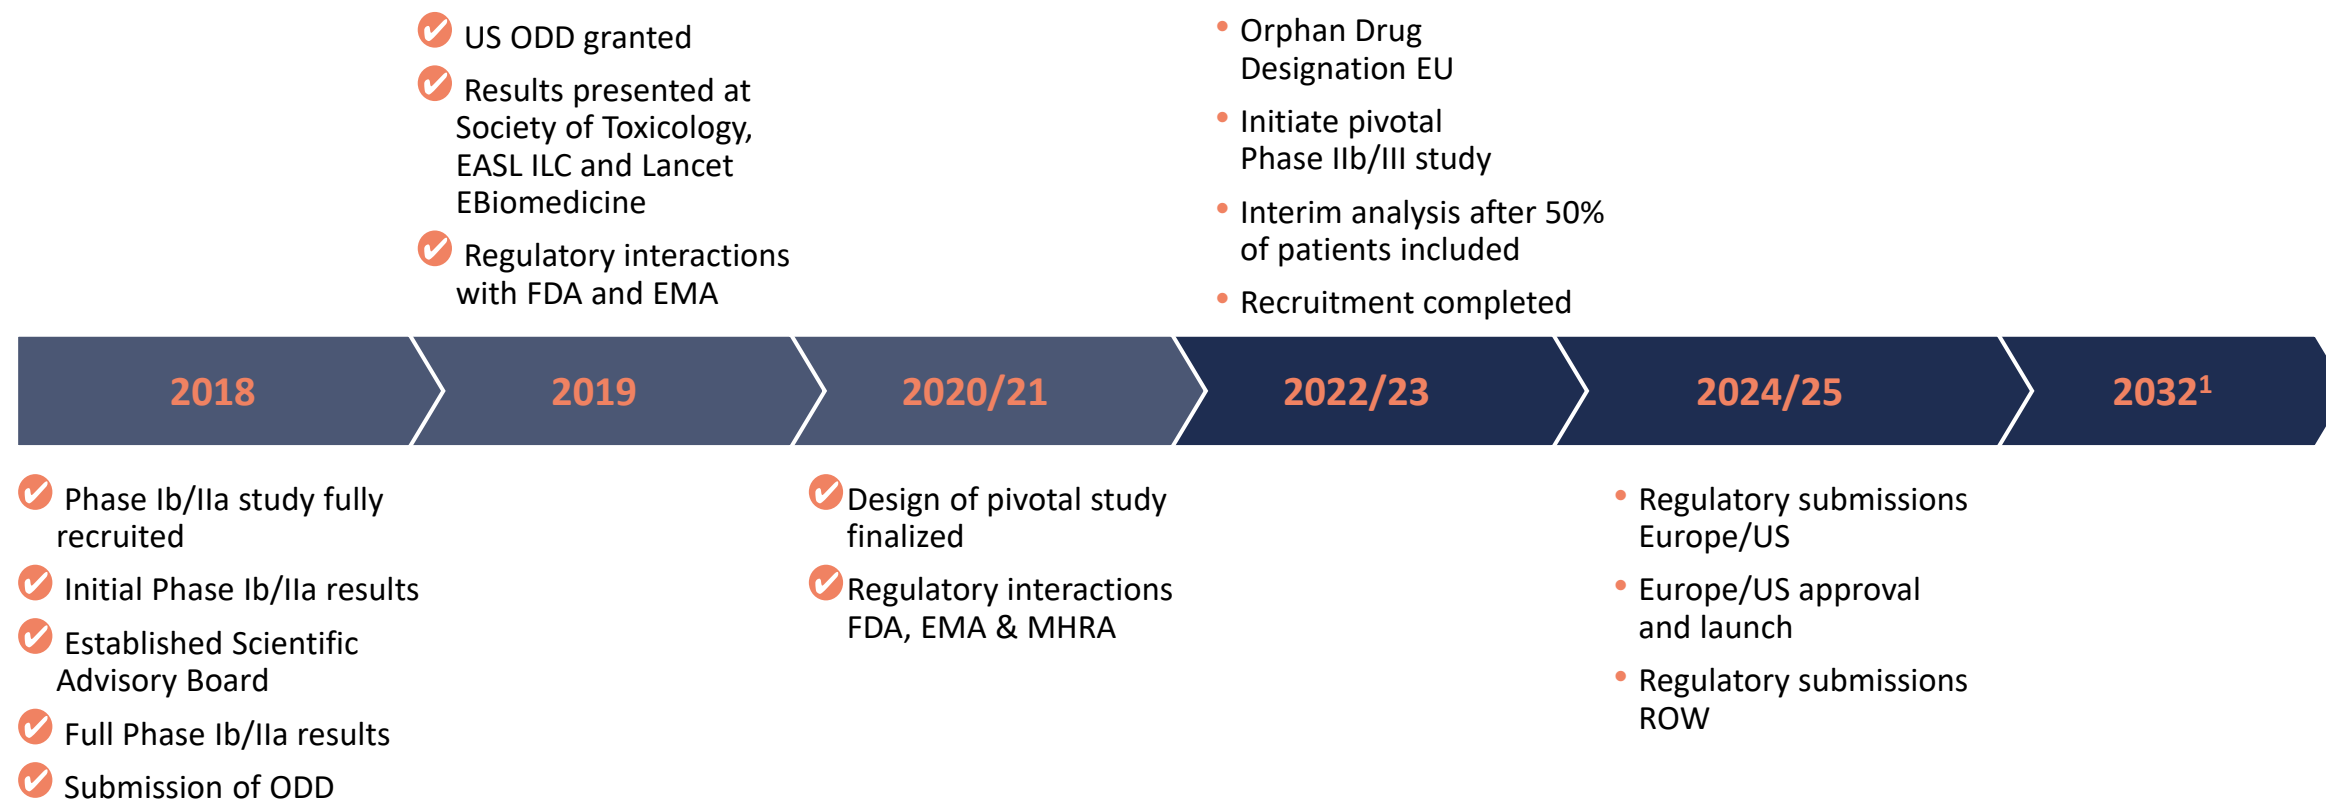 US ODD granted
Results presented at
Society of Toxicology,
EASL ILC and Lancet
EBiomedicine
Regulatory interactions
with FDA and EMA
• Orphan Drug
Designation EU
• Initiate pivotal
Phase IIb/III study
• Interim analysis after 50%
of patients included
• Recruitment completed
2018
2019
2020/21
2022/23
2024/25
2032¹
Phase Ib/IIa study fully
recruited
Initial Phase Ib/IIa results
Established Scientific
Advisory Board
Full Phase Ib/IIa results
Submission of ODD
Design of pivotal study
finalized
Regulatory interactions
FDA, EMA & MHRA
• Regulatory submissions
Europe/US
• Europe/US approval
and launch
• Regulatory submissions
ROW